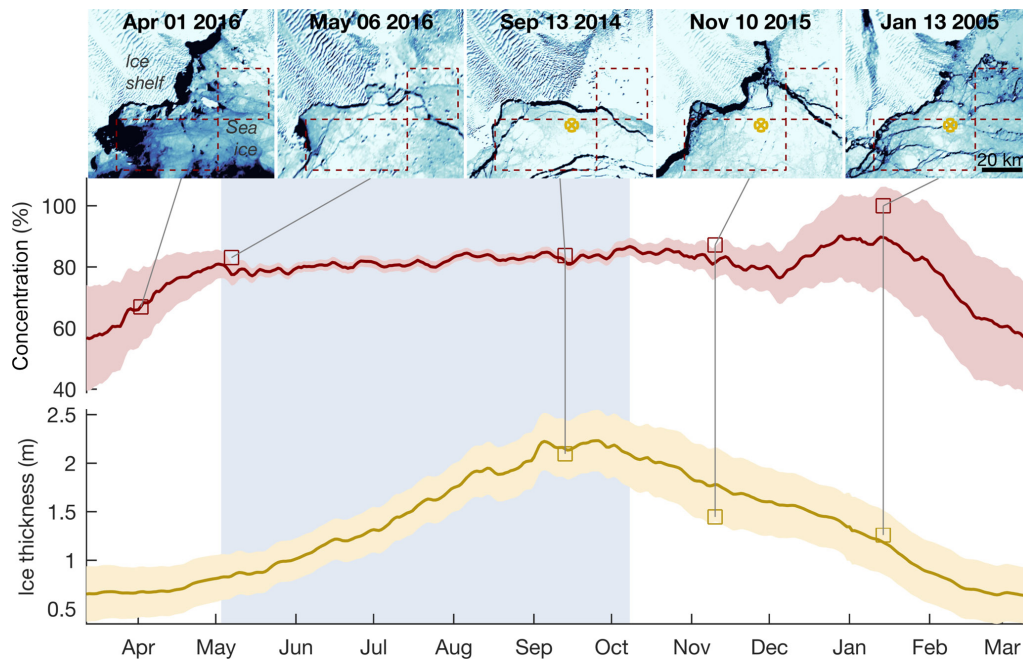 Apr 01 2016
May 06 2016
Sep 13 2014
Nov 10 2015
Jan 13 2005
Ice
shelf
Sea
ice
20 km
Concentration (%)
100
80
60
40
Ice thickness (m)
2.5
2
1.5
1
0.5
Apr May Jun Jul Aug Sep Oct Nov Dec Jan Feb Mar